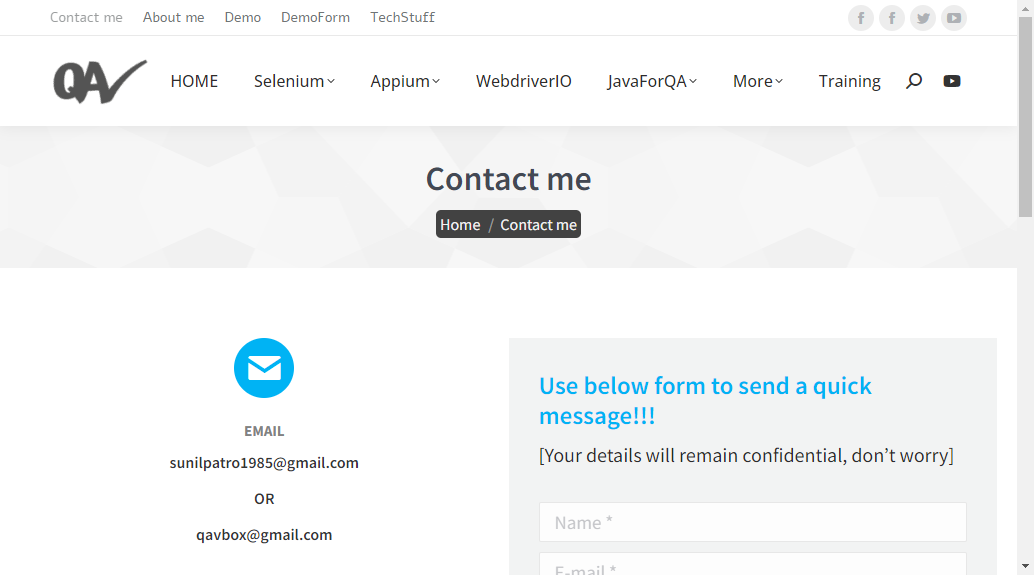 Contact me About me Demo DemoForm TechStuff
QA
HOME Selenium Appium WebdriverIO JavaForQA More Training
Contact me
Home / Contact me
EMAIL
sunilpatro1985@gmail.com
OR
qavbox@gmail.com
Use below form to send a quick
message!!!
[Your details will remain confidential, don’t worry]
Name *
E-mail *